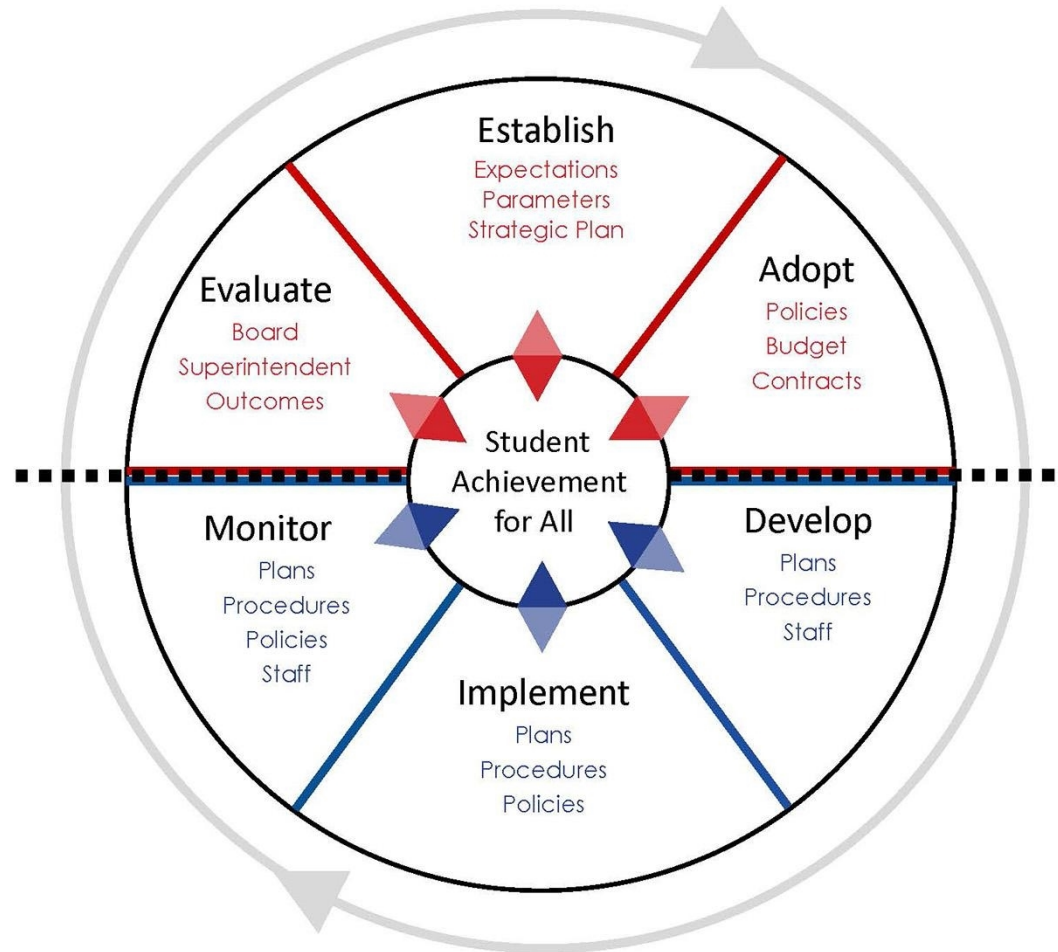 Establish
Expectations
Parameters
Strategic Plan
Adopt
Policies
Budget
Contracts
Develop
Plans
Procedures
Staff
Implement
Plans
Procedures
Policies
Monitor
Plans
Procedures
Policies
Staff
Evaluate
Board
Superintendent
Outcomes
Student
Achievement
for All